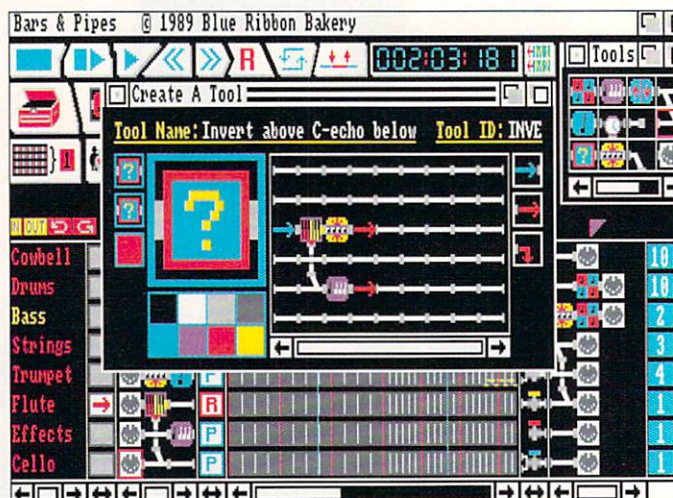 Bars & Pipes © 1989 Blue Ribbon Bakery
R 002:03:181
Tools
Create A Tool
Tool Name: Invert above C-echo below Tool ID: INVE
IN OUT
Cowbell 10
Drums 10
Bass 2
Strings 3
Trumpet P 4
Flute R 1
Effects P 1
Cello P 1